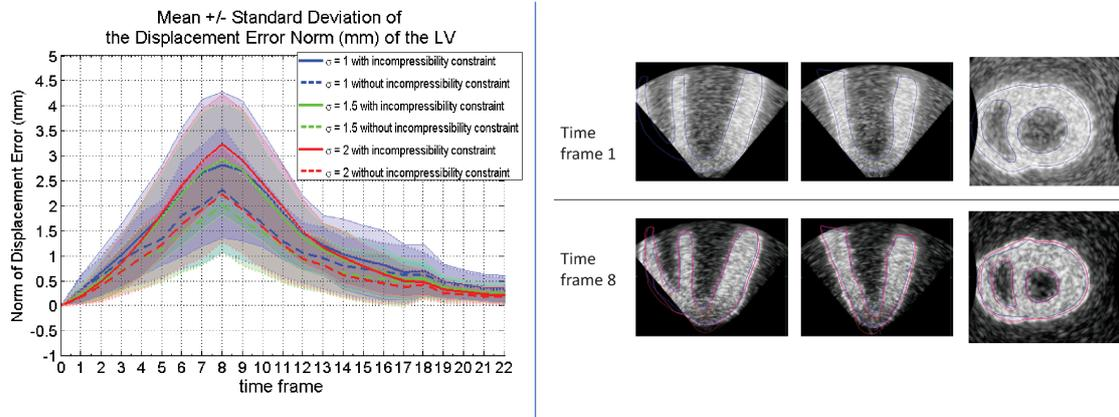 Mean +/- Standard Deviation of
the Displacement Error Norm (mm) of the LV
Norm of Displacement Error (mm)
5
4.5
4
3.5
3
2.5
2
1.5
1
0.5
0
-0.5
-1
σ = 1 with incompressibility constraint
σ = 1 without incompressibility constraint
σ = 1.5 with incompressibility constraint
σ = 1.5 without incompressibility constraint
σ = 2 with incompressibility constraint
σ = 2 without incompressibility constraint
0 1 2 3 4 5 6 7 8 9 10 11 12 13 14 15 16 17 18 19 20 21 22
time frame
Time
frame 1
Time
frame 8